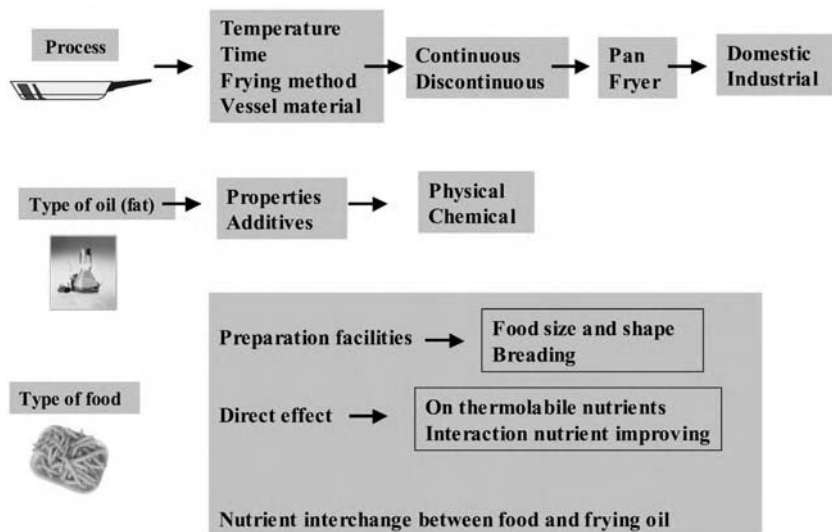 Process
Temperature
Time
Frying method
Vessel material
Continuous
Discontinuous
Pan
Fryer
Domestic
Industrial
Type of oil (fat)
Properties
Additives
Physical
Chemical
Type of food
Preparation facilities
Food size and shape
Breading
Direct effect
On thermolabile nutrients
Interaction nutrient improving
Nutrient interchange between food and frying oil